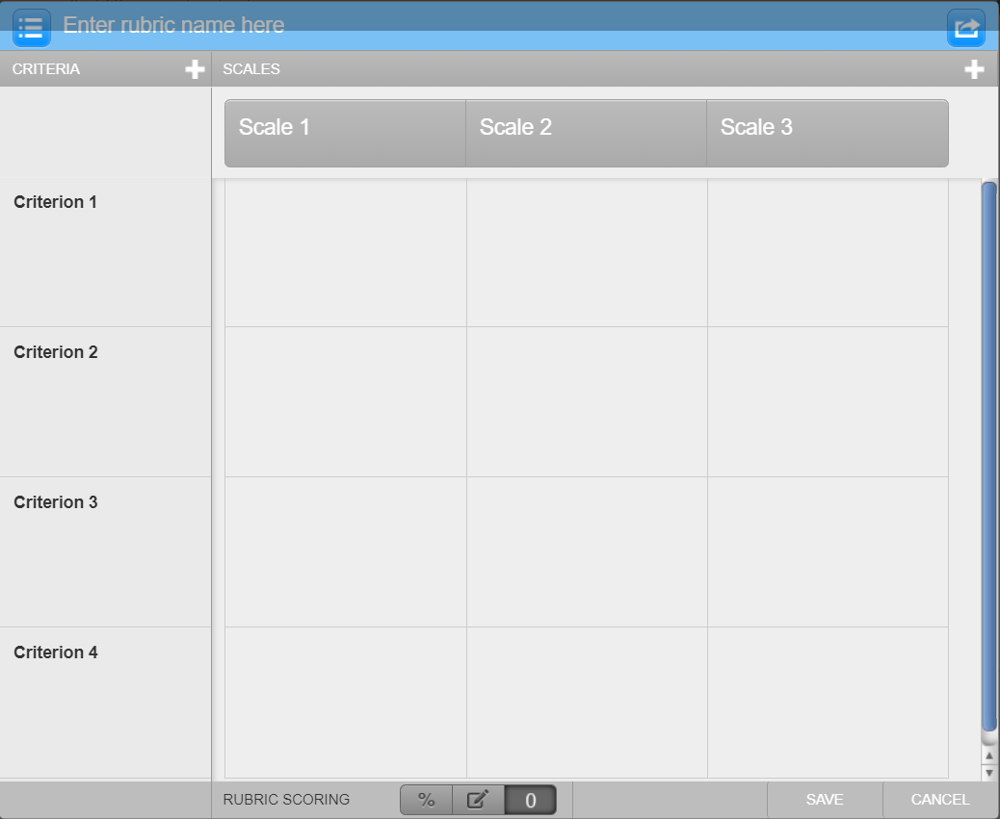 Enter rubric name here
CRITERIA
SCALES
Scale 1
Scale 2
Scale 3
Criterion 1
Criterion 2
Criterion 3
Criterion 4
RUBRIC SCORING
%
0
SAVE
CANCEL